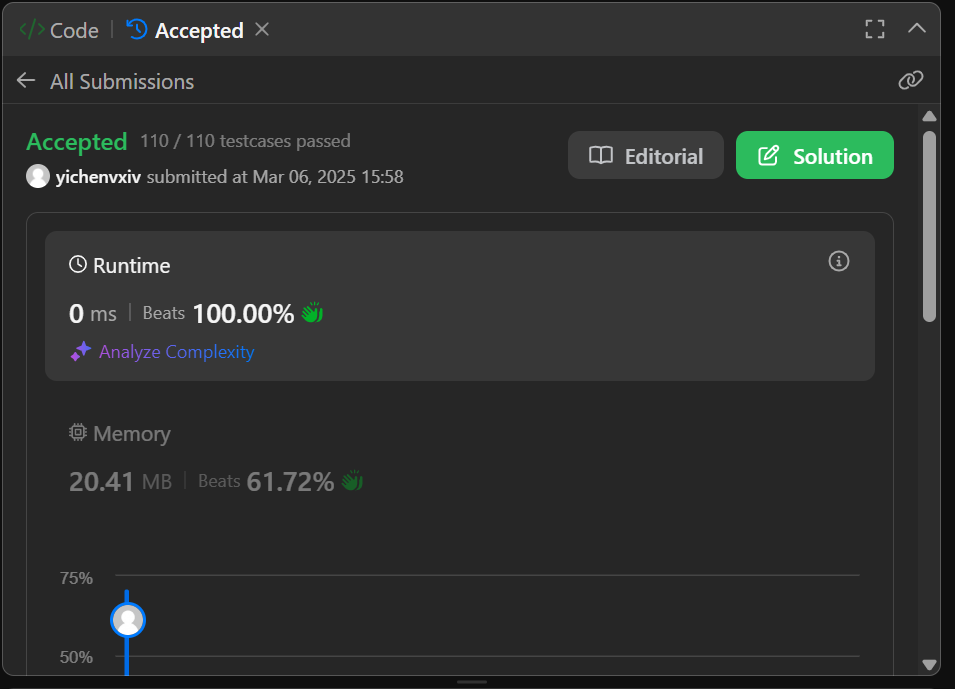 </> Code | Accepted
All Submissions
Accepted 110 / 110 testcases passed
yichenvxiv submitted at Mar 06, 2025 15:58
Editorial
Solution
Runtime
0 ms | Beats 100.00%
Analyze Complexity
Memory
20.41 MB | Beats 61.72%
75%
50%